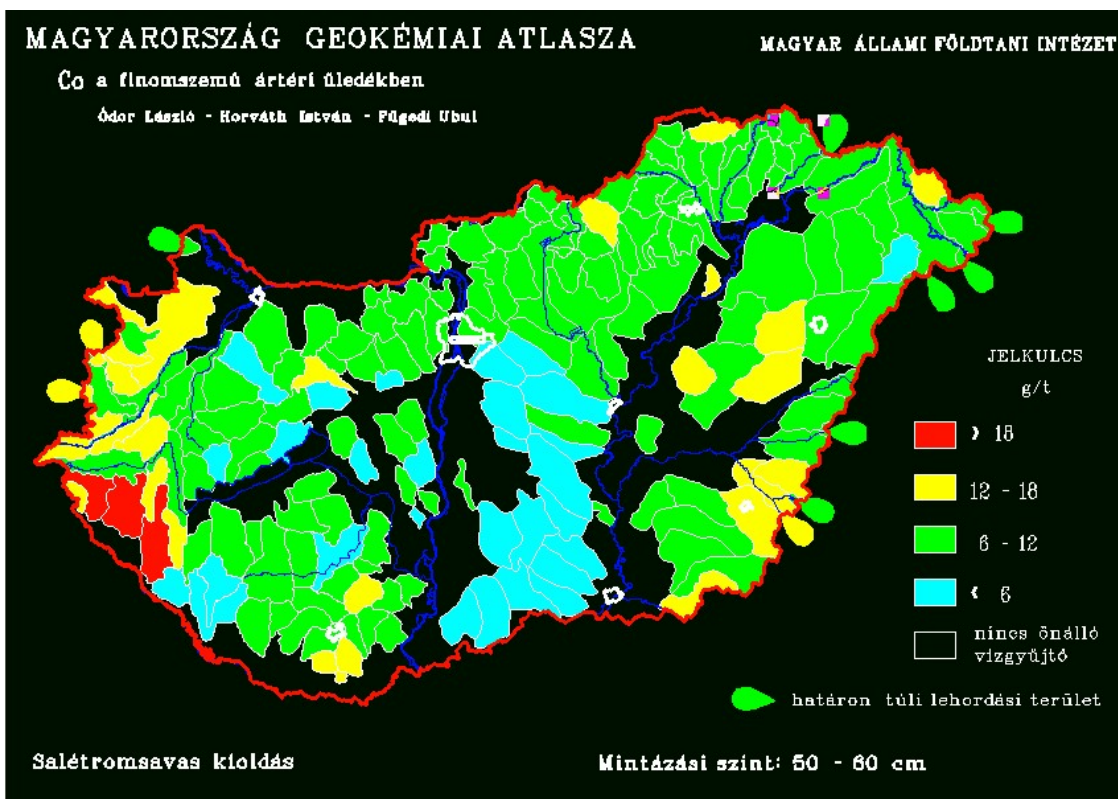 MAGYARORSZÁG GEOKÉMIAI ATLASZA
MAGYAR ÁLLAMI FÖLDTANI INTÉZET
Co a finomszemű ártéri üledékben
Ódor László - Horváth István - Fügedi Ubul
JELKULCS
g/t
> 18
12 - 18
6 - 12
< 6
nincs önálló
vízgyűjtő
határon túli lehordási terület
Salétromsavas kioldás
Mintázási szint: 50 - 60 cm